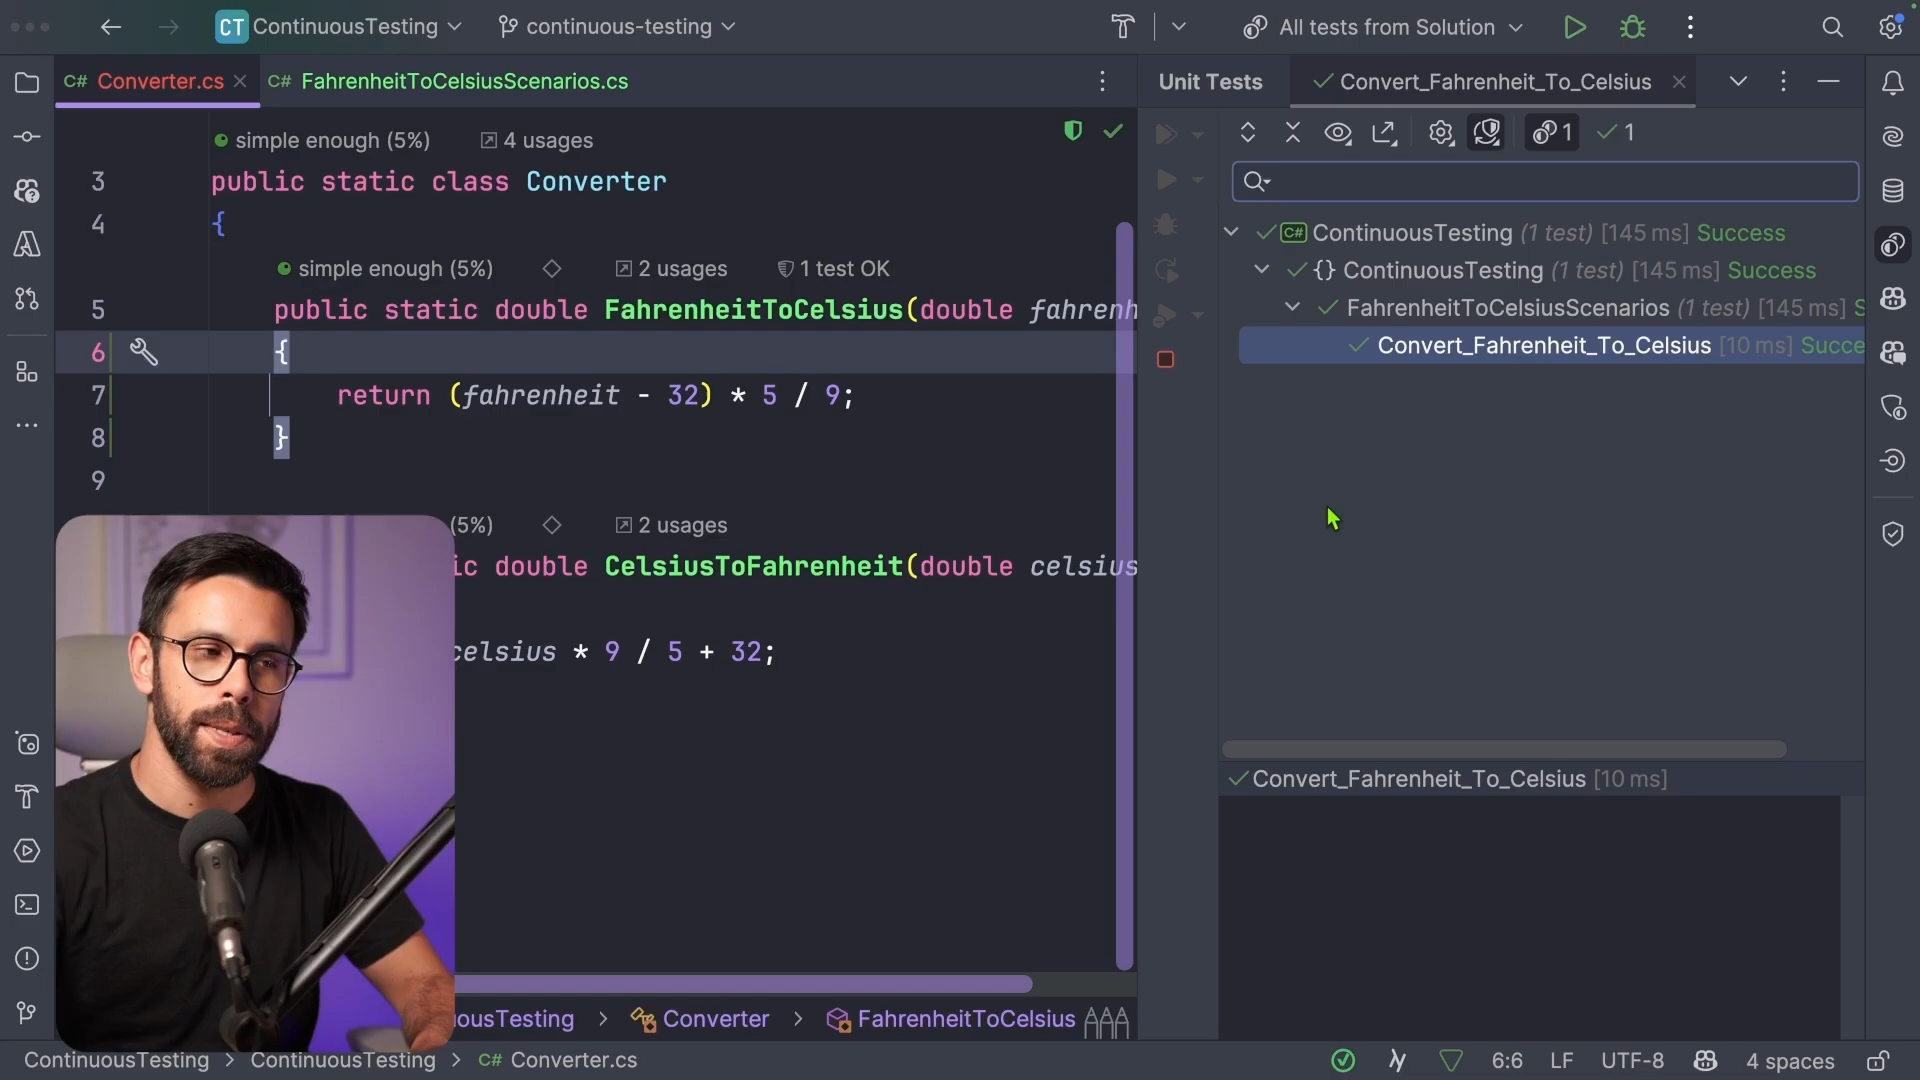 CT ContinuousTesting continuous-testing All tests from Solution
C# Converter.cs C# FahrenheitToCelsiusScenarios.cs
simple enough (5%) 4 usages
3 public static class Converter
4 {
simple enough (5%) 2 usages 1 test OK
5 public static double FahrenheitToCelsius(double fahrenh
6 {
7 return (fahrenheit - 32) * 5 / 9;
8 }
9
(5%) 2 usages
ic double CelsiusToFahrenheit(double celsius
celsius * 9 / 5 + 32;
ousTesting > Converter > FahrenheitToCelsius
Unit Tests Convert_Fahrenheit_To_Celsius
1 1
C# ContinuousTesting (1 test) [145 ms] Success
{} ContinuousTesting (1 test) [145 ms] Success
FahrenheitToCelsiusScenarios (1 test) [145 ms] S
Convert_Fahrenheit_To_Celsius [10 ms] Succe
Convert_Fahrenheit_To_Celsius [10 ms]
ContinuousTesting > ContinuousTesting > C# Converter.cs 6:6 LF UTF-8 4 spaces